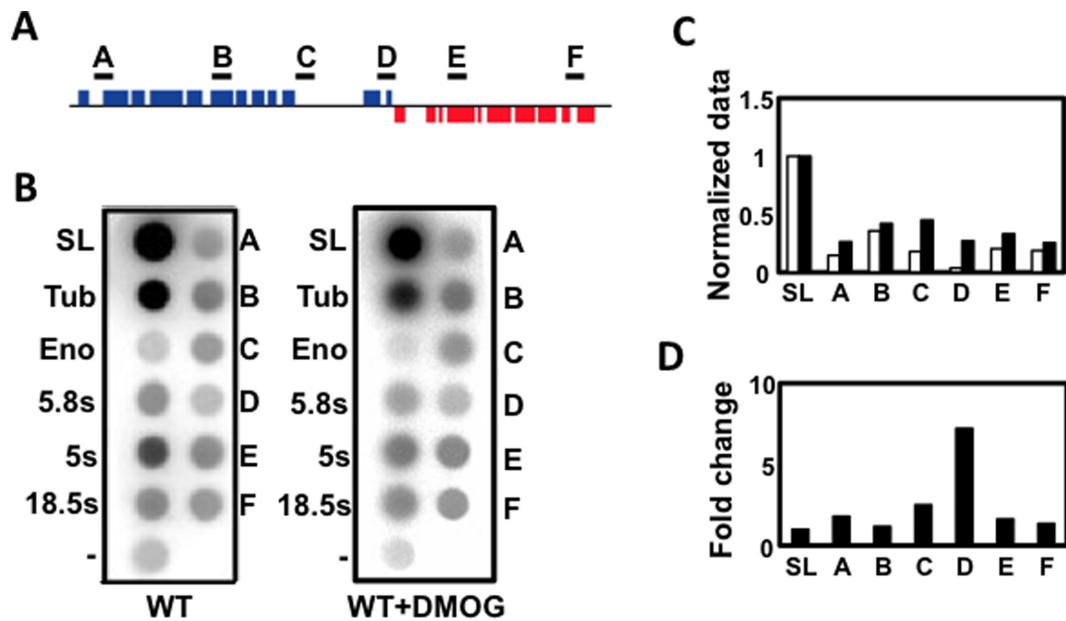 A
A B C D E F
B
SL A
Tub B
Eno C
5.8s D
5s E
18.5s F
-
WT
SL A
Tub B
Eno C
5.8s D
5s E
18.5s F
-
WT+DMOG
C
Normalized data
1.5
1
0.5
0
SL A B C D E F
D
Fold change
10
5
0
SL A B C D E F